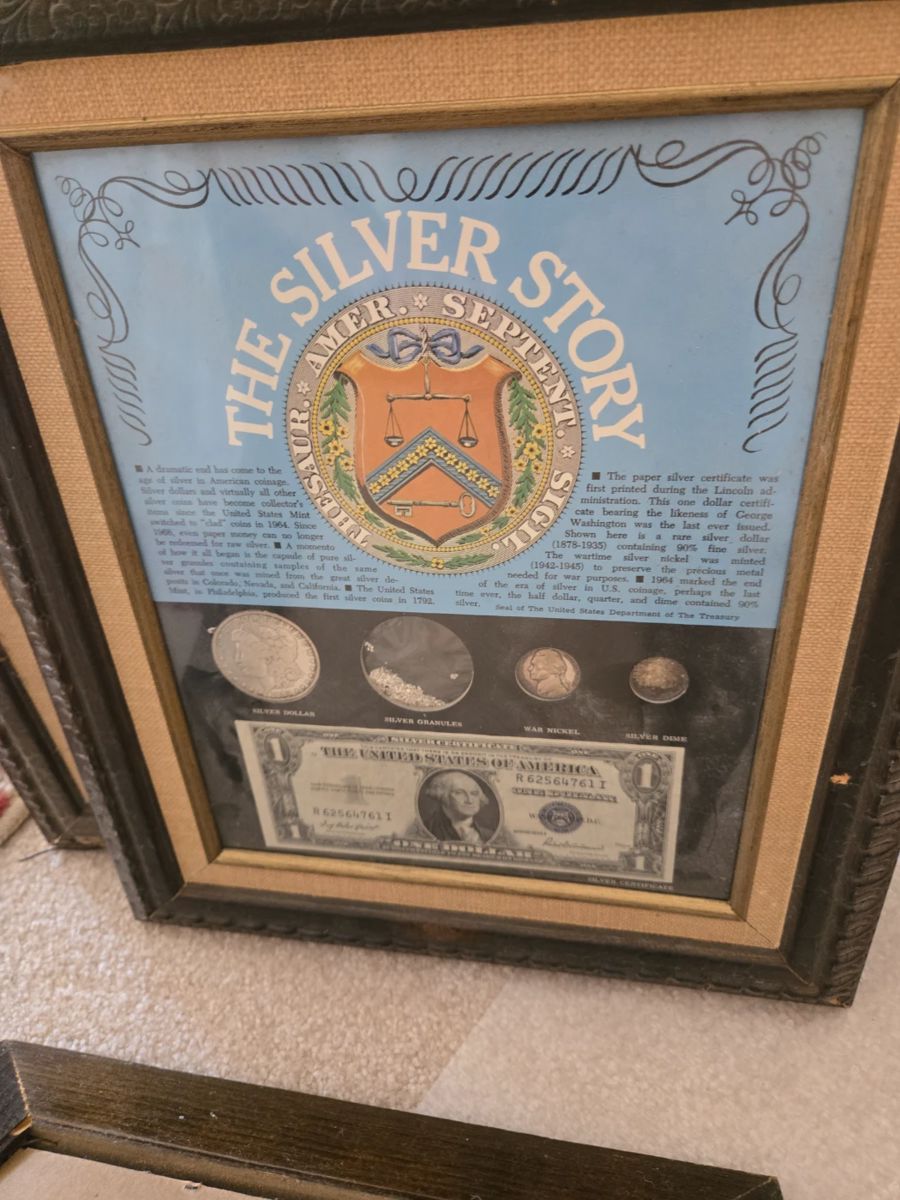 THE SILVER STORY
THESAUR. AMER. SEPTENT. SIGIL.
■ A dramatic end has come to the
age of silver in American coinage.
Silver dollars and virtually all other
silver coins have become collector's
items since the United States Mint
switched to "clad" coins in 1964. Since
1968, even paper money can no longer
be redeemed for raw silver. ■ A momento
of how it all began is the capsule of pure sil-
ver granules containing samples of the same
silver that once was mined from the great silver de-
posits in Colorado, Nevada, and California. ■ The United States
Mint, in Philadelphia, produced the first silver coins in 1792.
■ The paper silver certificate was
first printed during the Lincoln ad-
ministration. This one dollar certifi-
cate bearing the likeness of George
Washington was the last ever issued.
Shown here is a rare silver dollar
(1878-1935) containing 90% fine silver.
The wartime silver nickel was minted
(1942-1945) to preserve the precious metal
needed for war purposes. ■ 1964 marked the end
of the era of silver in U.S. coinage, perhaps the last
time ever, the half dollar, quarter, and dime contained 90%
silver.
Seal of The United States Department of The Treasury
SILVER DOLLAR
SILVER GRANULES
WAR NICKEL
SILVER DIME
SILVER CERTIFICATE
THE UNITED STATES OF AMERICA
R 62564761 I
R 62564761 I
ONE DOLLAR
1
1
1
1
SILVER CERTIFICATE